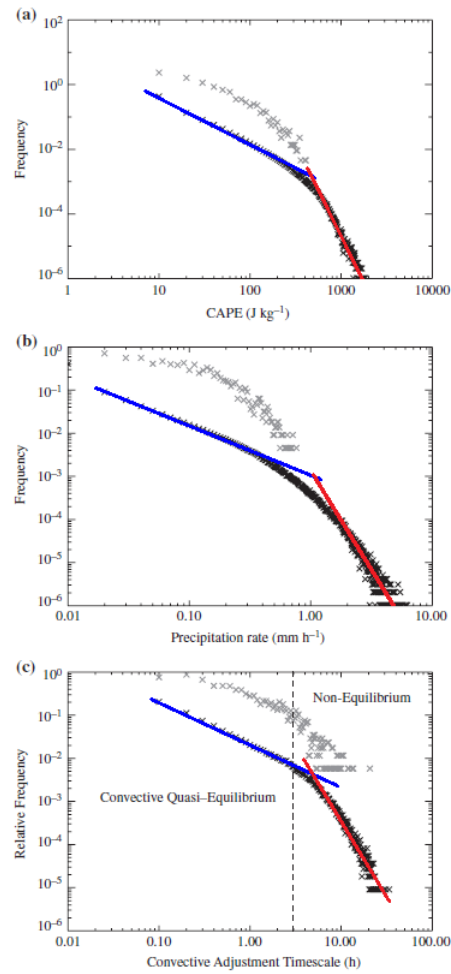 (a)
10²
10⁰
10⁻²
10⁻⁴
10⁻⁶
Frequency
1 10 100 1000 10000
CAPE (J kg⁻¹)
(b)
10⁰
10⁻¹
10⁻²
10⁻³
10⁻⁴
10⁻⁵
10⁻⁶
Frequency
0.01 0.10 1.00 10.00
Precipitation rate (mm h⁻¹)
(c)
10⁰
10⁻¹
10⁻²
10⁻³
10⁻⁴
10⁻⁵
10⁻⁶
Relative Frequency
Non-Equilibrium
Convective Quasi–Equilibrium
0.01 0.10 1.00 10.00 100.00
Convective Adjustment Timescale (h)